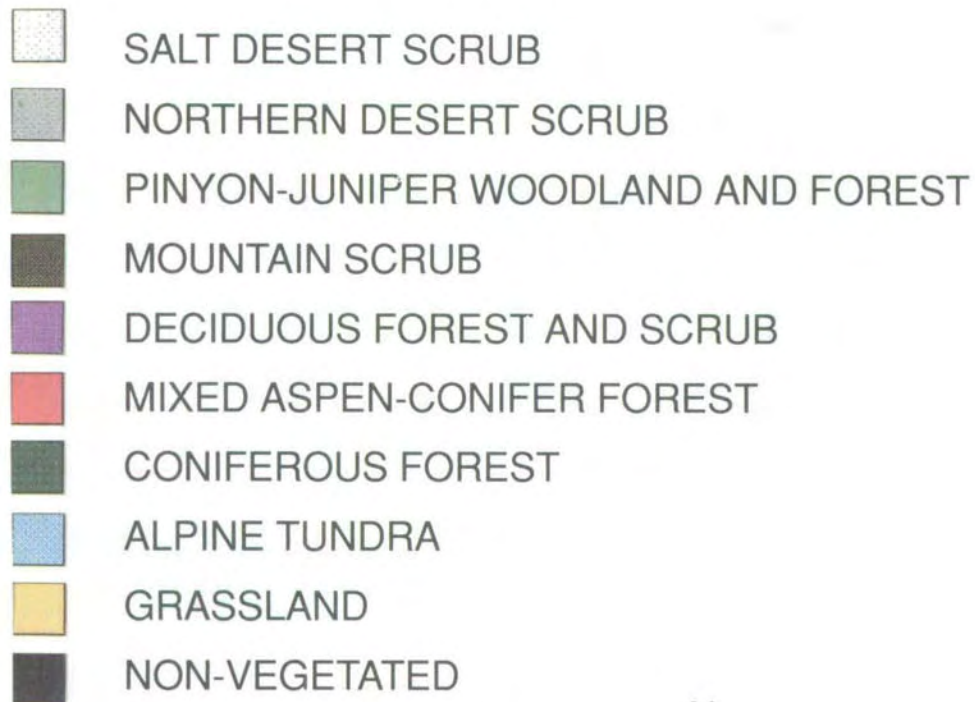 SALT DESERT SCRUB
NORTHERN DESERT SCRUB
PINYON-JUNIPER WOODLAND AND FOREST
MOUNTAIN SCRUB
DECIDUOUS FOREST AND SCRUB
MIXED ASPEN-CONIFER FOREST
CONIFEROUS FOREST
ALPINE TUNDRA
GRASSLAND
NON-VEGETATED